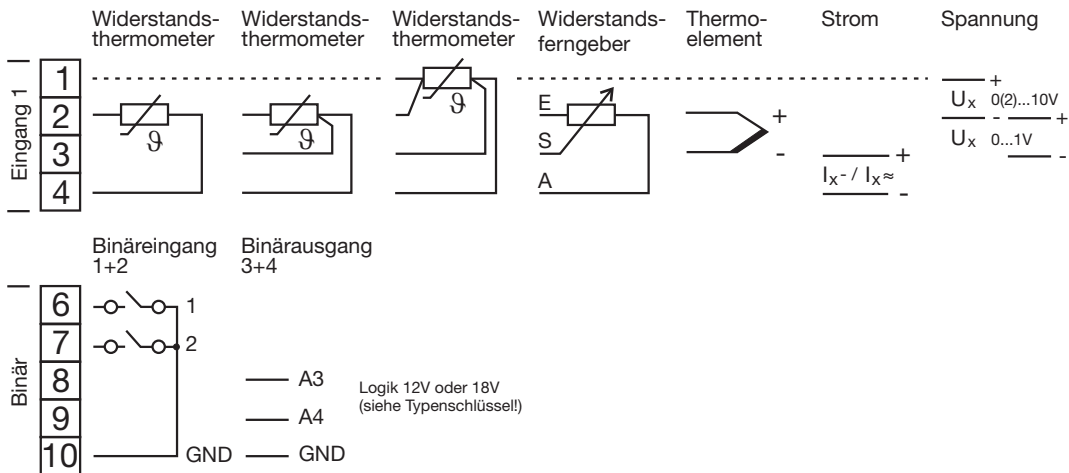 Widerstands-
thermometer
Widerstands-
thermometer
Widerstands-
thermometer
Widerstands-
ferngeber
Thermo-
element
Strom
Spannung
Eingang 1
1
2
3
4
ϑ
ϑ
ϑ
E
S
A
+
-
+
Ix- / Ix≈
-
+
Ux 0(2)...10V
- +
Ux 0...1V
-
Binäreingang
1+2
Binärausgang
3+4
Binär
6
7
8
9
10
1
2
GND
A3
A4
GND
Logik 12V oder 18V
(siehe Typenschlüssel!)